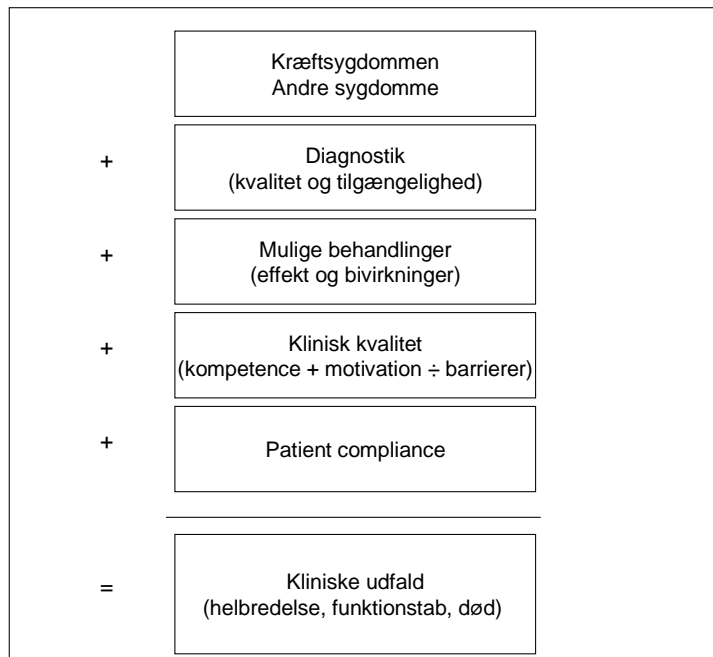 Kræftsygdommen
Andre sygdomme
+ Diagnostik
(kvalitet og tilgængelighed)
+ Mulige behandlinger
(effekt og bivirkninger)
+ Klinisk kvalitet
(kompetence + motivation ÷ barrierer)
+ Patient compliance
= Kliniske udfald
(helbredelse, funktionstab, død)